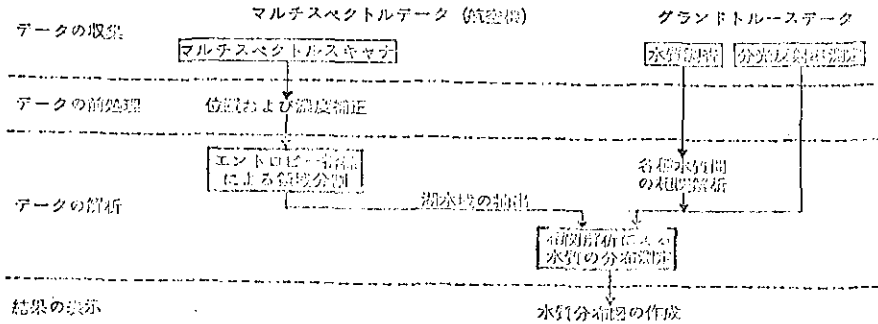 マルチスペクトルデータ (航空機)
グランドトルースデータ
データの収集
マルチスペクトルスキャナ
水質調査
分光反射率測定
データの前処理
位置および濃度補正
エントロピー
による領域分割
各種水質間
の相関解析
データの解析
湖水域の抽出
相関解析による
水質の分布測定
結果の表示
水質分布図の作成